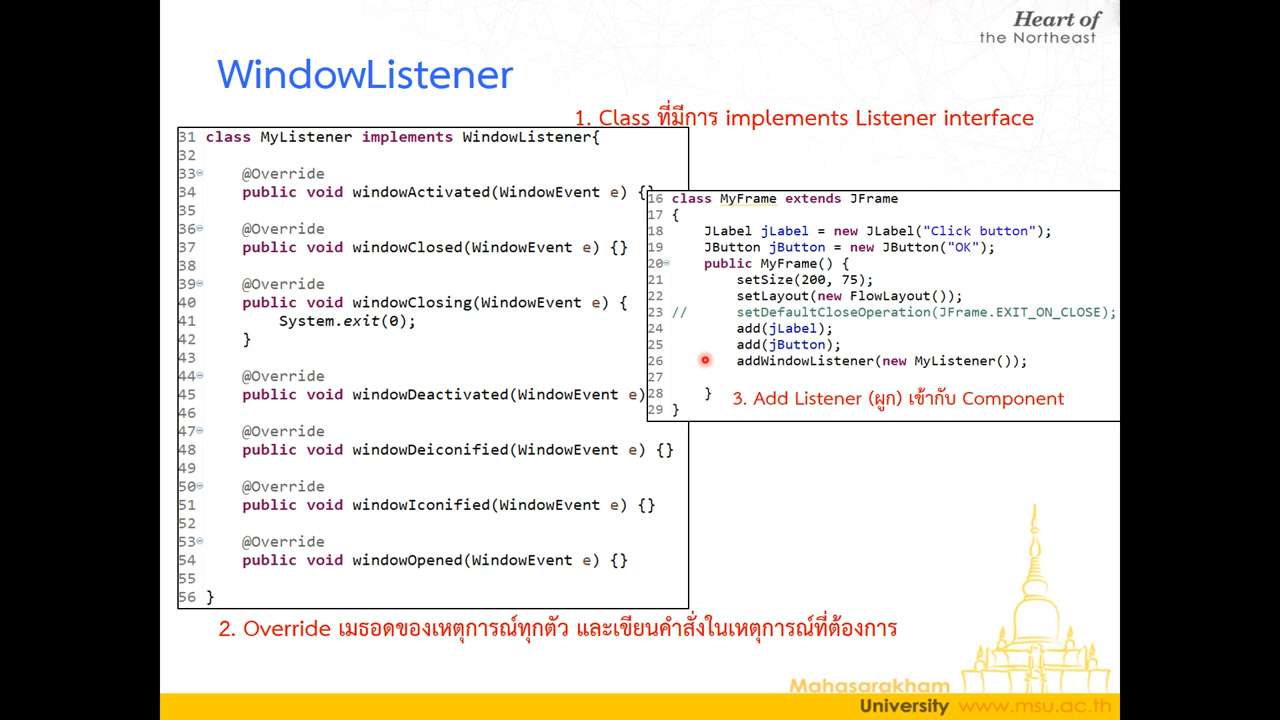 Heart of
the Northeast
WindowListener
1. Class ที่มีการ implements Listener interface
31 class MyListener implements WindowListener{
32
33 @Override
34 public void windowActivated(WindowEvent e) {}
35
36 @Override
37 public void windowClosed(WindowEvent e) {}
38
39 @Override
40 public void windowClosing(WindowEvent e) {
41 System.exit(0);
42 }
43
44 @Override
45 public void windowDeactivated(WindowEvent e)
46
47 @Override
48 public void windowDeiconified(WindowEvent e) {}
49
50 @Override
51 public void windowIconified(WindowEvent e) {}
52
53 @Override
54 public void windowOpened(WindowEvent e) {}
55
56 }
16 class MyFrame extends JFrame
17 {
18 JLabel jLabel = new JLabel("Click button");
19 JButton jButton = new JButton("OK");
20 public MyFrame() {
21 setSize(200, 75);
22 setLayout(new FlowLayout());
23 // setDefaultCloseOperation(JFrame.EXIT_ON_CLOSE);
24 add(jLabel);
25 add(jButton);
26 addWindowListener(new MyListener());
27
28 }
29 }
3. Add Listener (ผูก) เข้ากับ Component
2. Override เมธอดของเหตุการณ์ทุกตัว และเขียนคำสั่งในเหตุการณ์ที่ต้องการ
Mahasarakham
University www.msu.ac.th